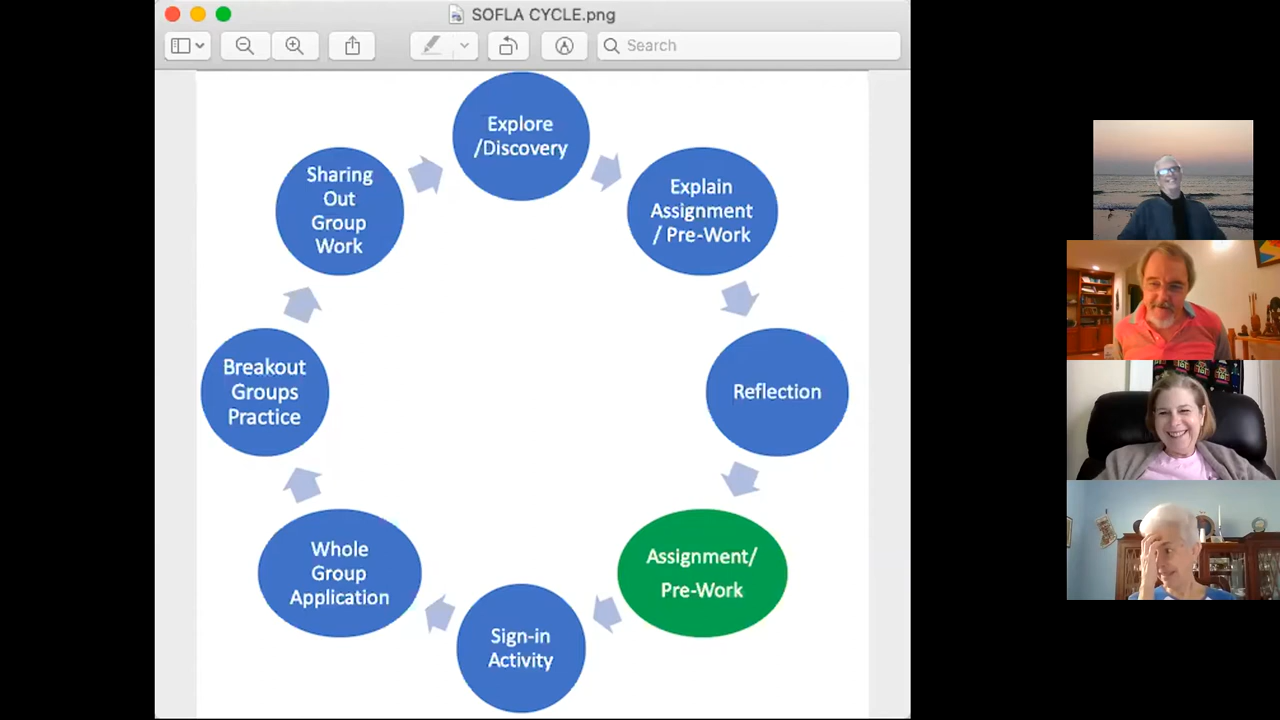 SOFLA CYCLE.png
Search
Explore
/Discovery
Explain
Assignment
/ Pre-Work
Reflection
Assignment/
Pre-Work
Sign-in
Activity
Whole
Group
Application
Breakout
Groups
Practice
Sharing
Out
Group
Work